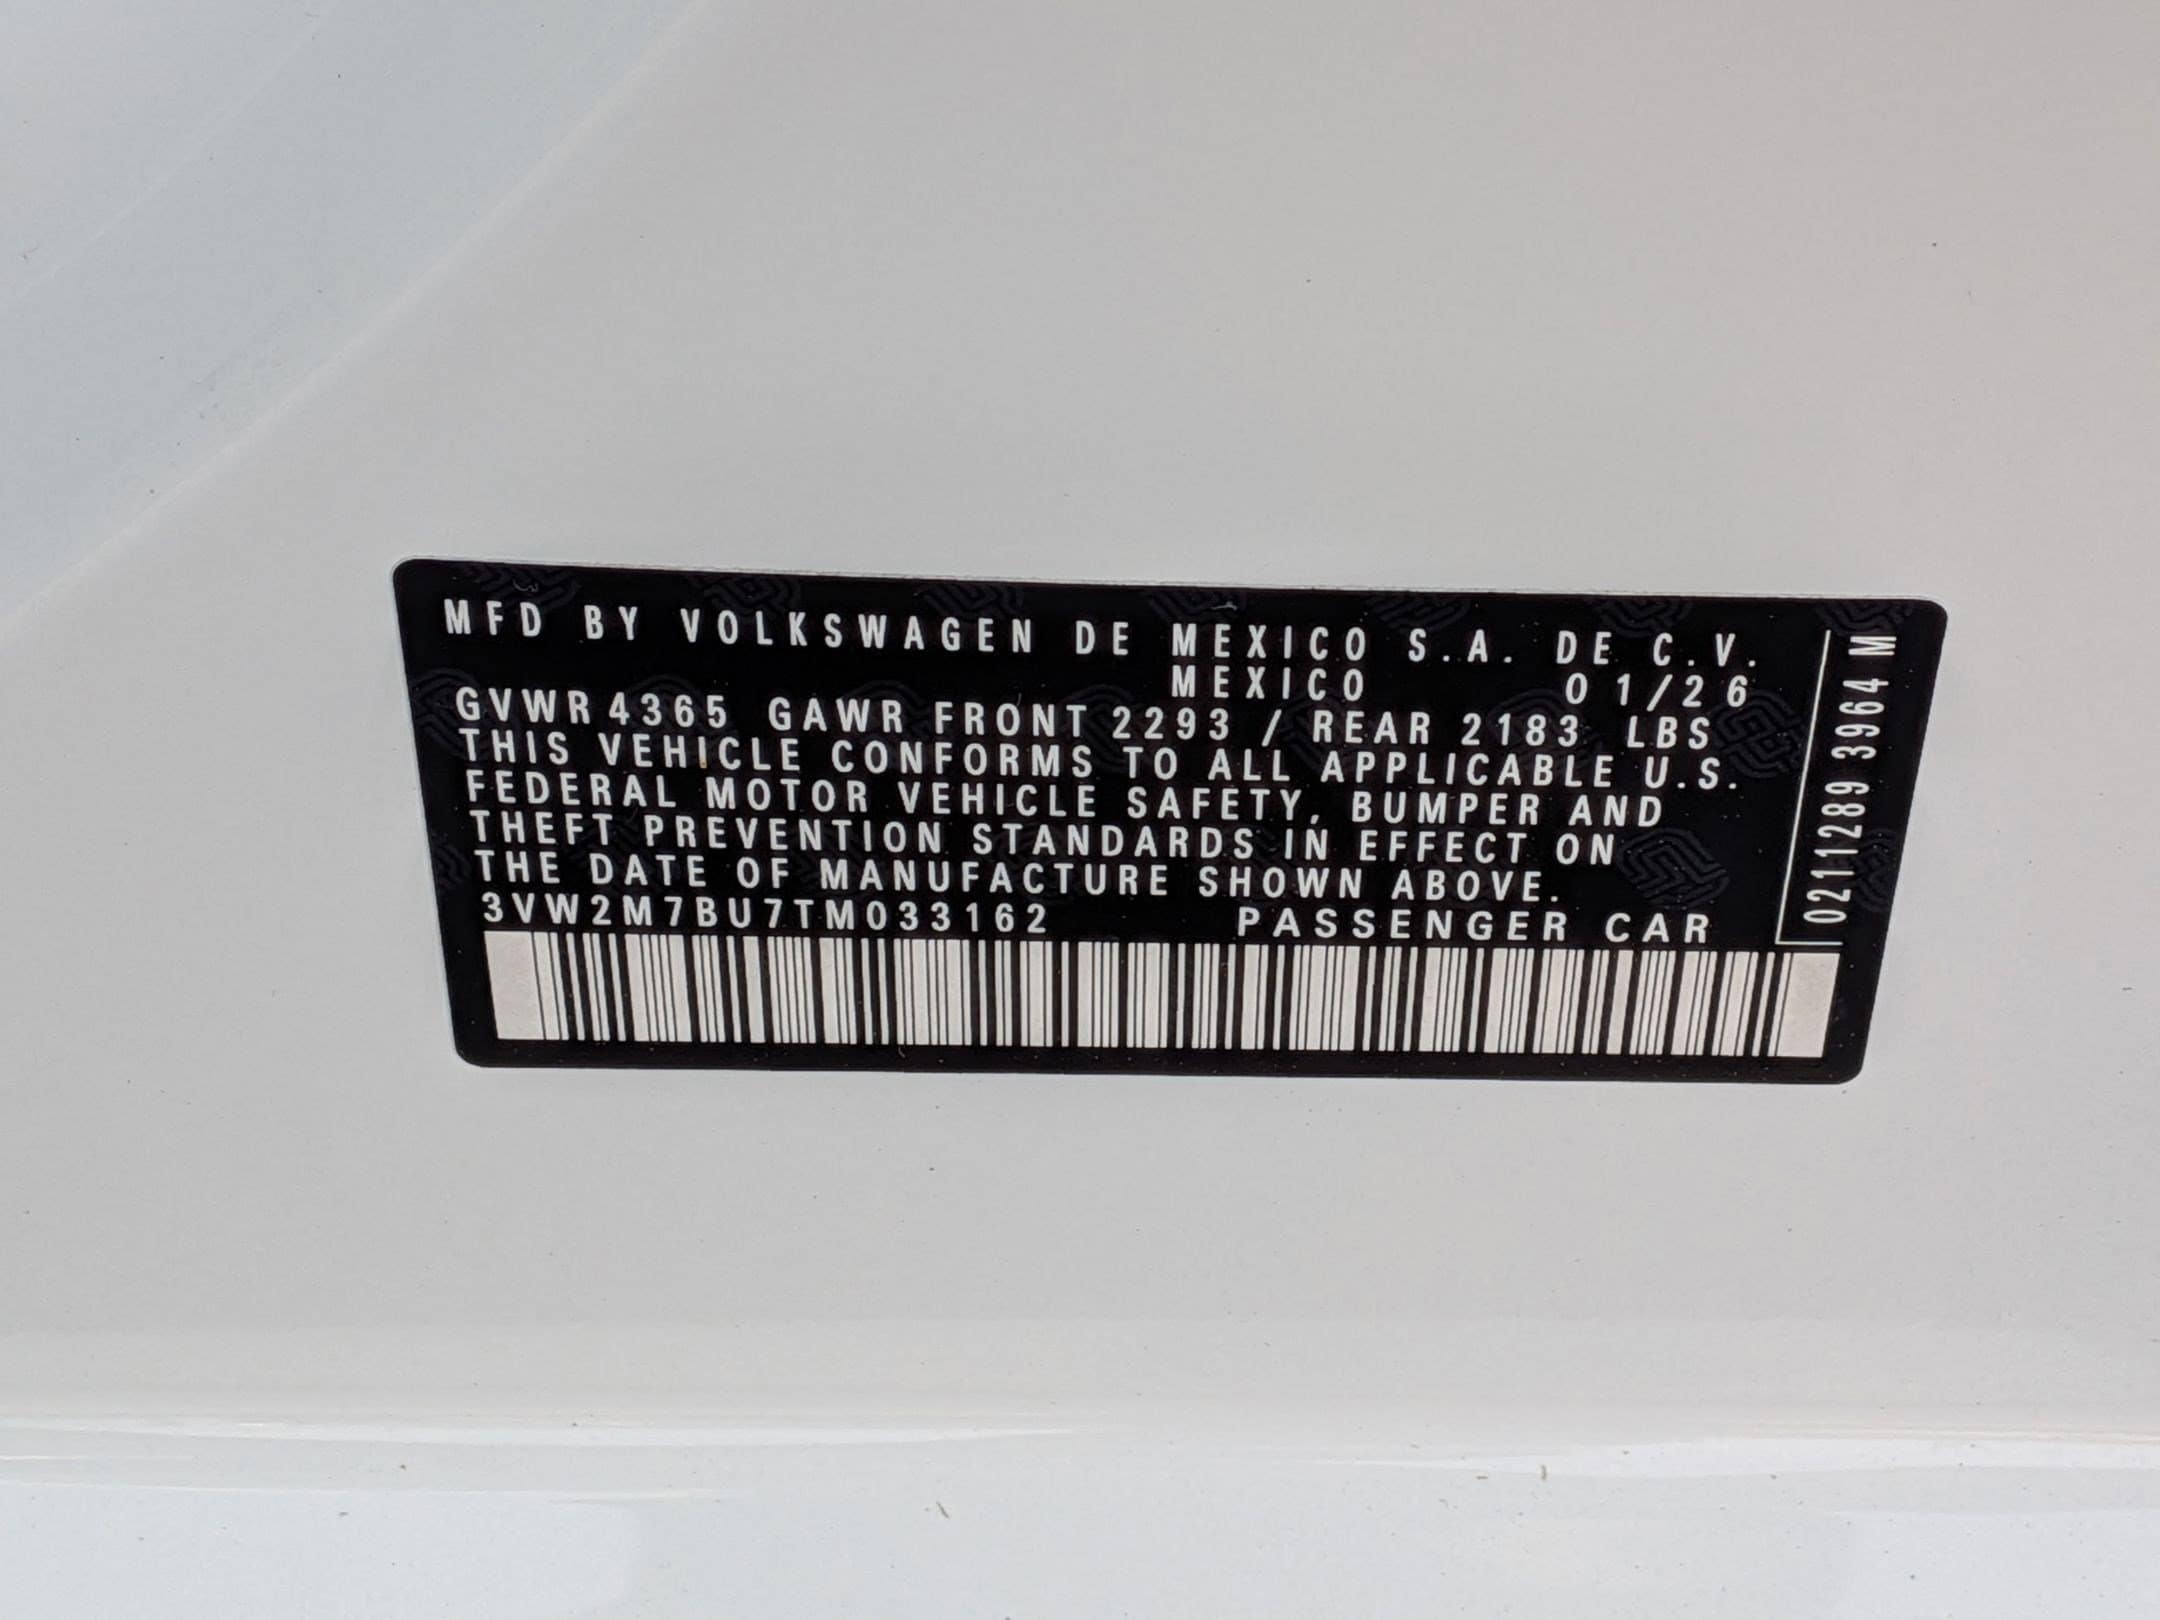 MFD BY VOLKSWAGEN DE MEXICO S.A. DE C.V.
MEXICO 01/26
GVWR 4365 GAWR FRONT 2293 / REAR 2183 LBS
THIS VEHICLE CONFORMS TO ALL APPLICABLE U.S.
FEDERAL MOTOR VEHICLE SAFETY, BUMPER AND
THEFT PREVENTION STANDARDS IN EFFECT ON
THE DATE OF MANUFACTURE SHOWN ABOVE.
3VW2M7BU7TM033162 PASSENGER CAR
0211289 3964 M